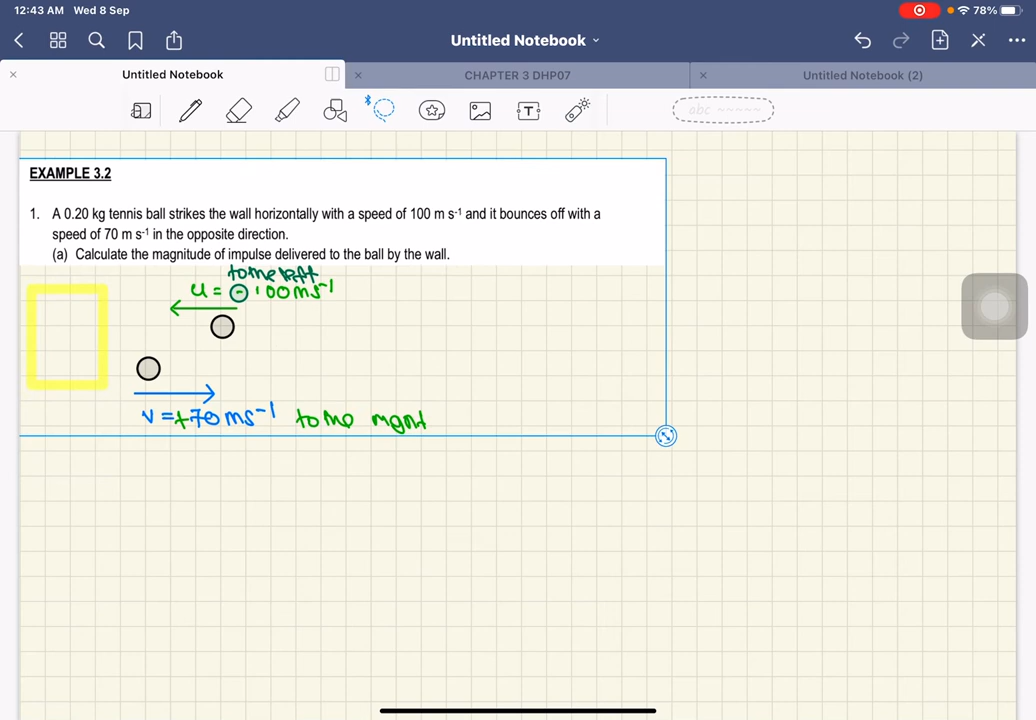 12:43 AM Wed 8 Sep
78%
Untitled Notebook
Untitled Notebook
CHAPTER 3 DHP07
Untitled Notebook (2)
T
abc
EXAMPLE 3.2
1. A 0.20 kg tennis ball strikes the wall horizontally with a speed of 100 m s⁻¹ and it bounces off with a
speed of 70 m s⁻¹ in the opposite direction.
(a) Calculate the magnitude of impulse delivered to the ball by the wall.
to the left
u = -100 ms⁻¹
v = +70 ms⁻¹ to the right